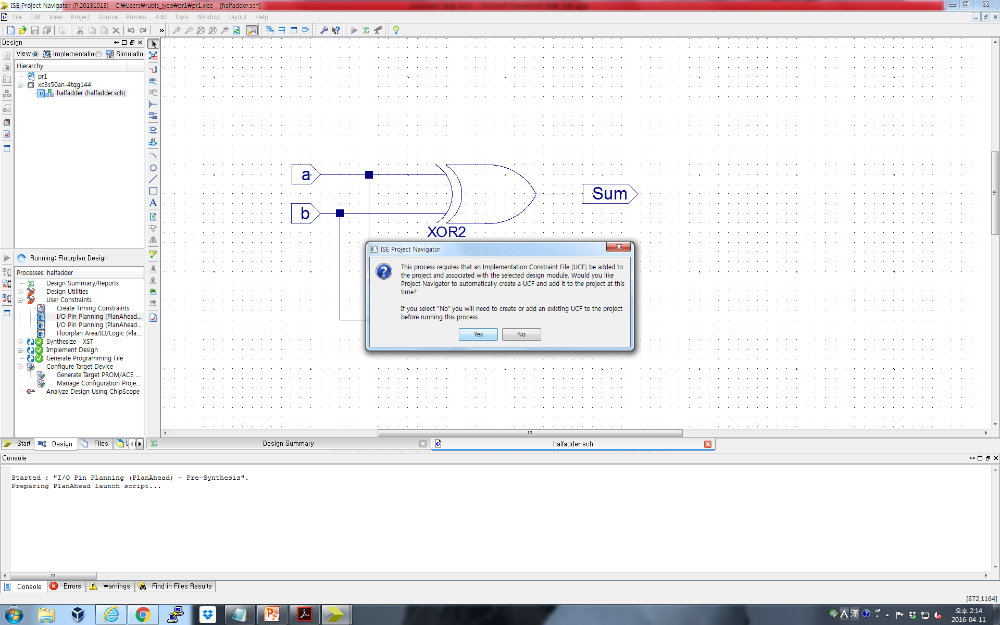 ISE Project Navigator (P.20131013) - C:₩Users₩rubis_jyeo₩pr1₩pr1.xise - [halfadder.sch]
File Edit View Project Source Process Add Tools Window Layout Help
Design
View Implementatio Simulation
Hierarchy
pr1
xc3s50an-4tqg144
halfadder (halfadder.sch)
Running: Floorplan Design
Processes: halfadder
Design Summary/Reports
Design Utilities
User Constraints
Create Timing Constraints
I/O Pin Planning (PlanAhead...
I/O Pin Planning (PlanAhead...
Floorplan Area/IO/Logic (Pla...
Synthesize - XST
Implement Design
Generate Programming File
Configure Target Device
Generate Target PROM/ACE ...
Manage Configuration Proje...
Analyze Design Using ChipScope
a
b
Sum
XOR2
ISE Project Navigator
This process requires that an Implementation Constraint File (UCF) be added to
the project and associated with the selected design module. Would you like
Project Navigator to automatically create a UCF and add it to the project at this
time?
If you select "No" you will need to create or add an existing UCF to the project
before running this process.
Yes No
Start Design Files
Design Summary
halfadder.sch
Console
Started : "I/O Pin Planning (PlanAhead) - Pre-Synthesis".
Preparing PlanAhead launch script...
Console Errors Warnings Find in Files Results
[872,1164]
A 漢
오후 2:14
2016-04-11